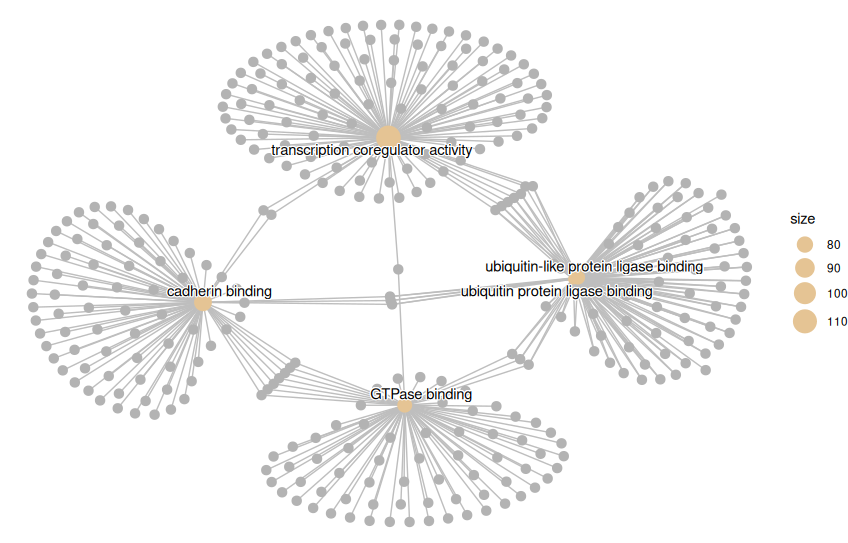 transcription coregulator activity
size
80
ubiquitin-like protein ligase binding
90
cadherin binding
ubiquitin protein ligase binding
100
110
GTPase binding